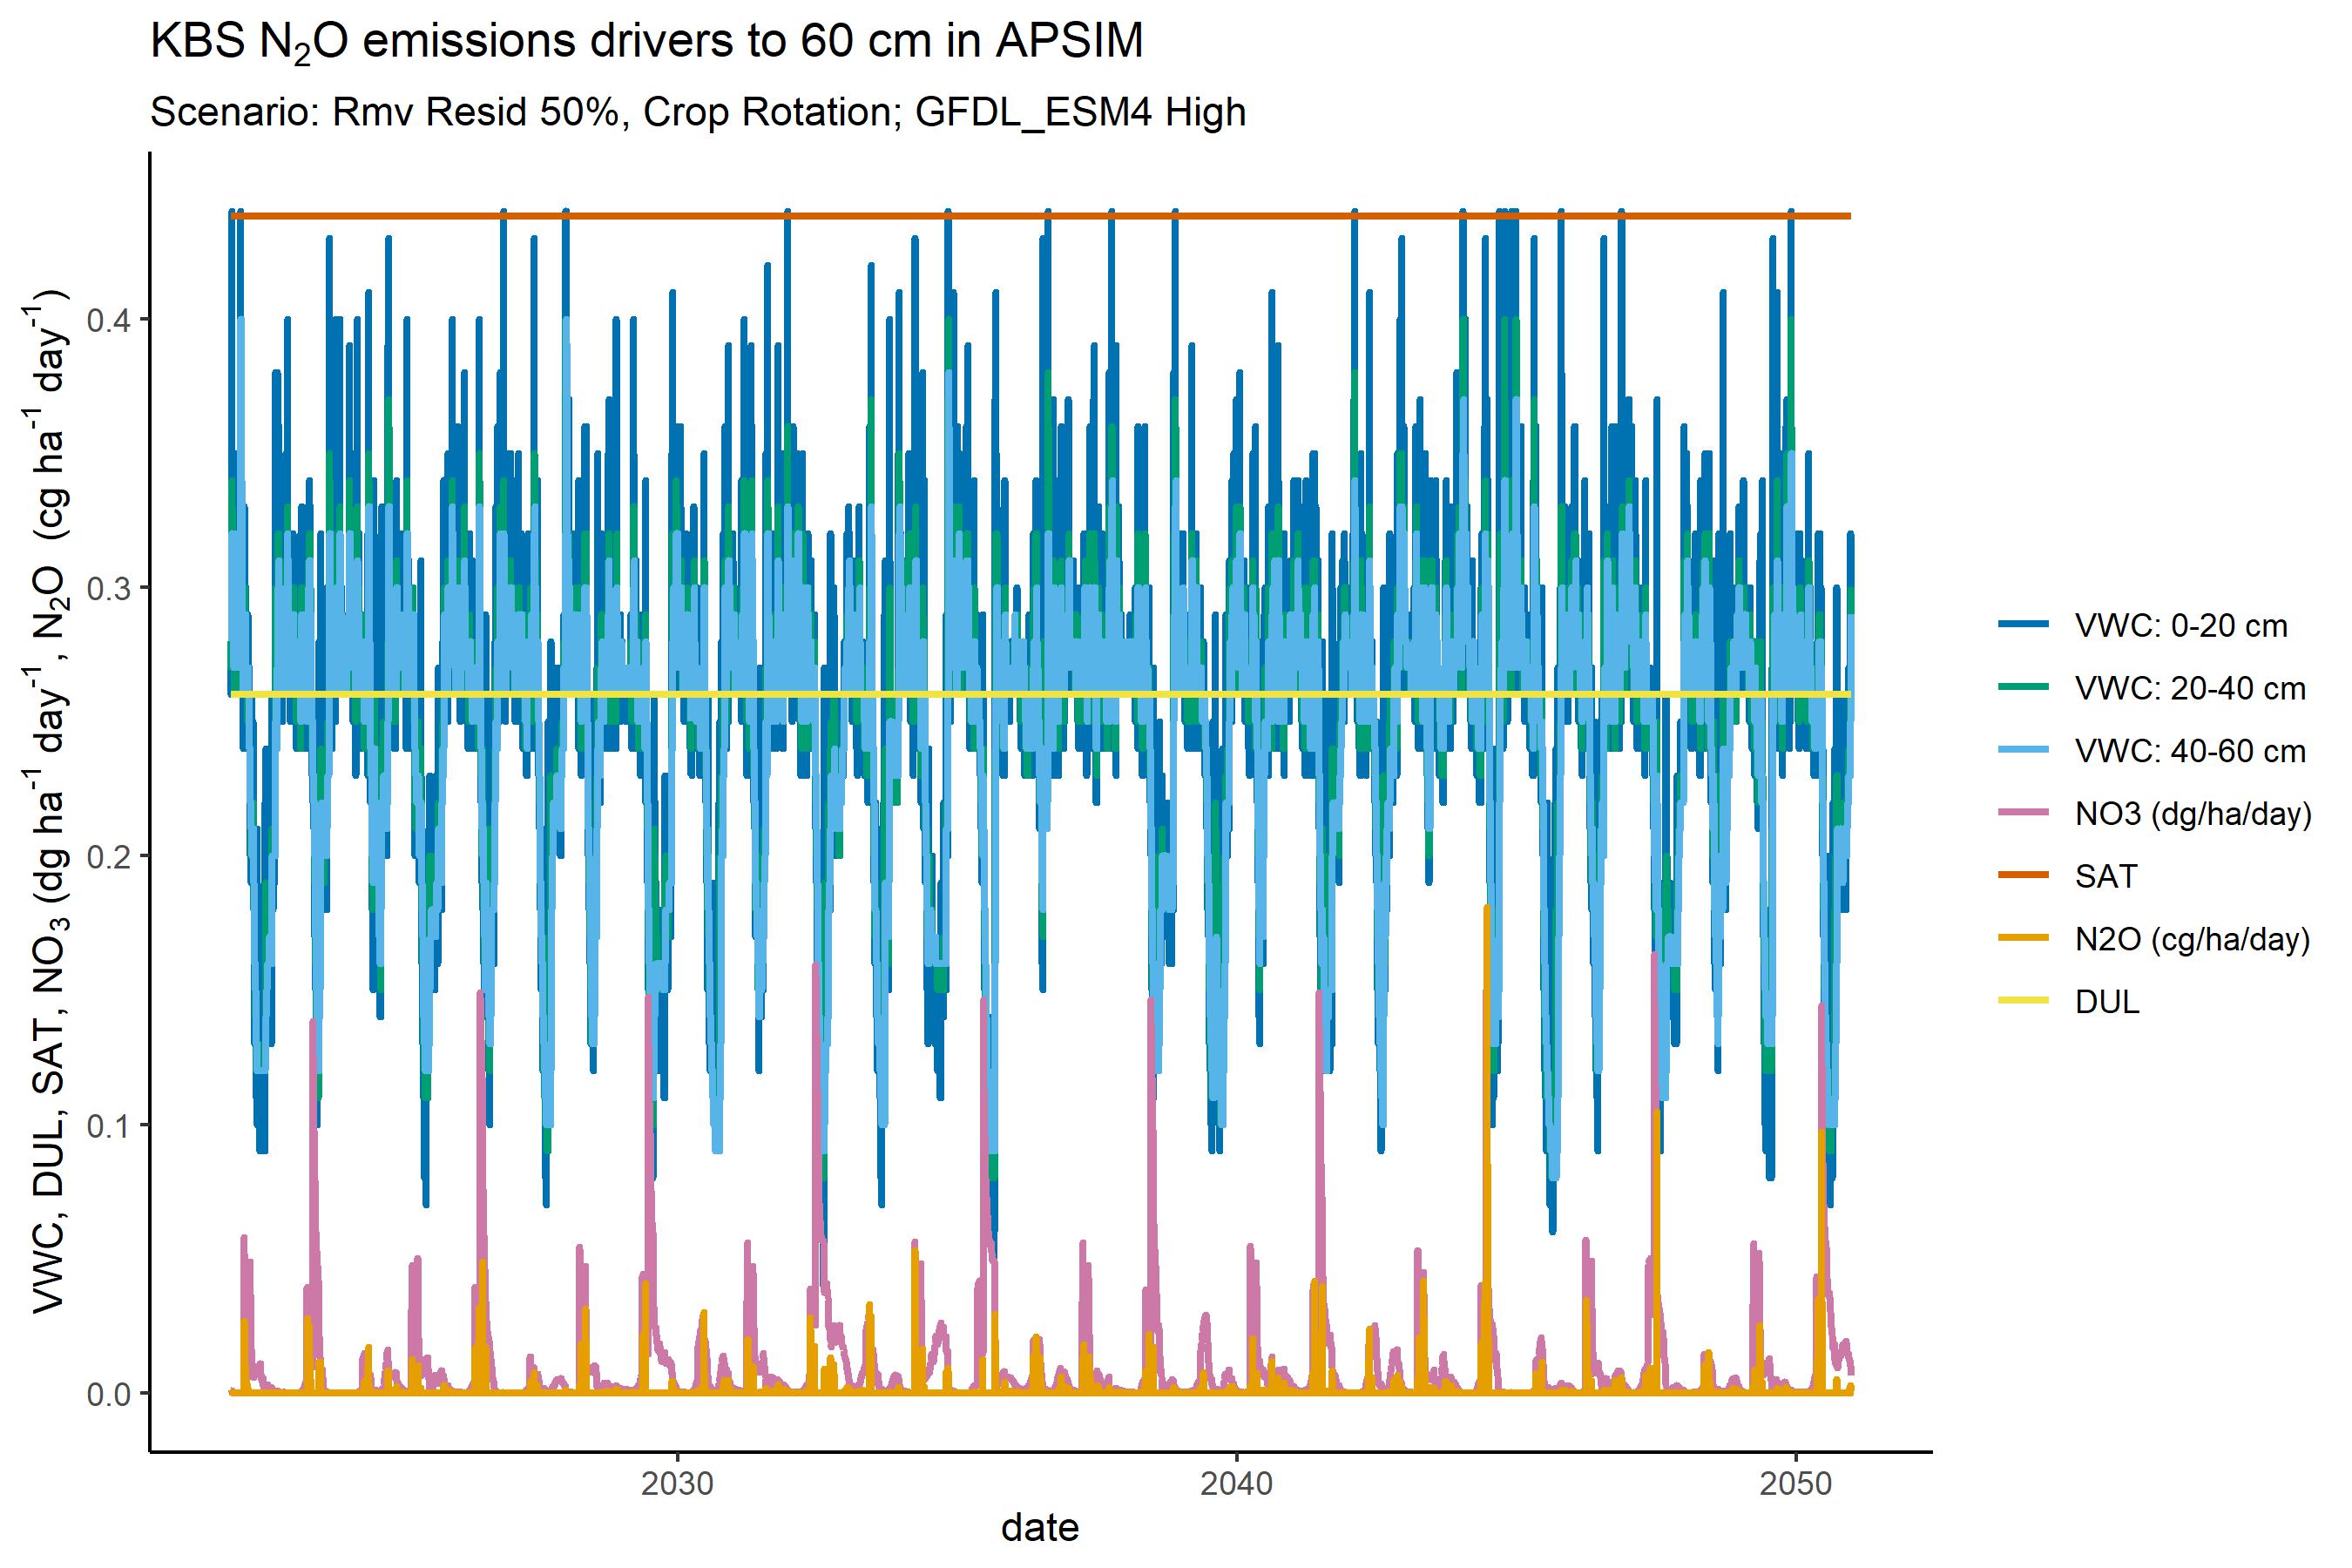 KBS N₂O emissions drivers to 60 cm in APSIM
Scenario: Rmv Resid 50%, Crop Rotation; GFDL_ESM4 High
VWC, DUL, SAT, NO₃ (dg ha⁻¹ day⁻¹, N₂O (cg ha⁻¹ day⁻¹)
0.4
0.3
0.2
0.1
0.0
2030
2040
2050
date
VWC: 0-20 cm
VWC: 20-40 cm
VWC: 40-60 cm
NO3 (dg/ha/day)
SAT
N2O (cg/ha/day)
DUL